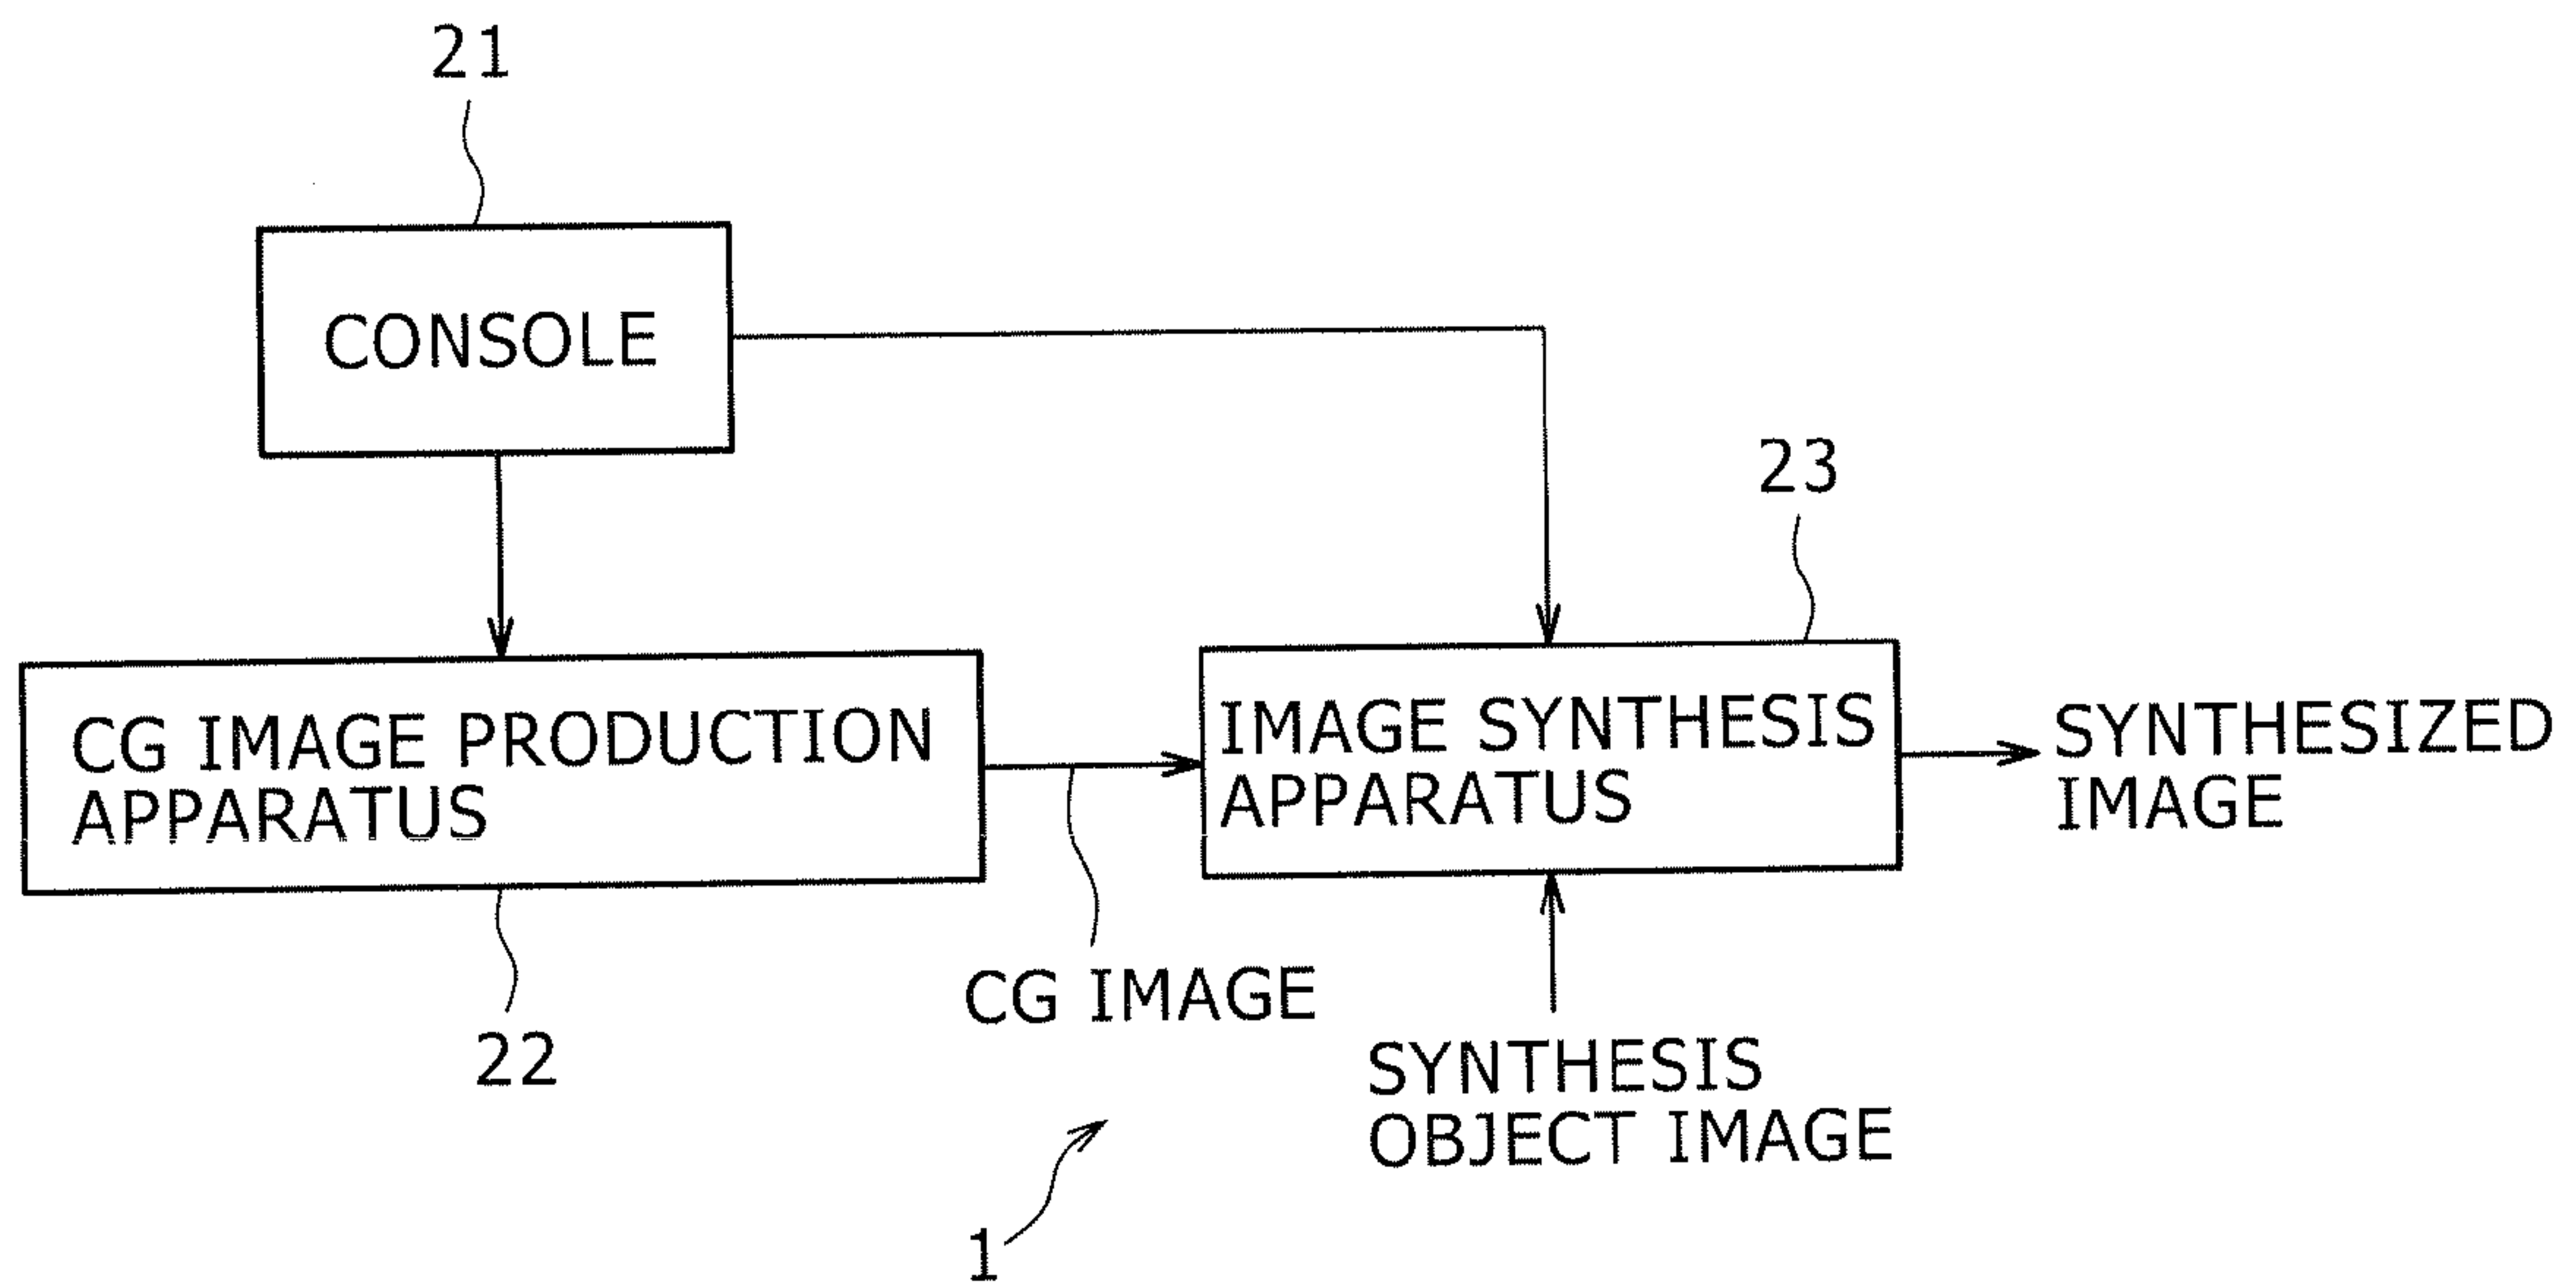 21
CONSOLE
23
CG IMAGE PRODUCTION
APPARATUS
IMAGE SYNTHESIS
APPARATUS
SYNTHESIZED
IMAGE
22
CG IMAGE
SYNTHESIS
OBJECT IMAGE
1